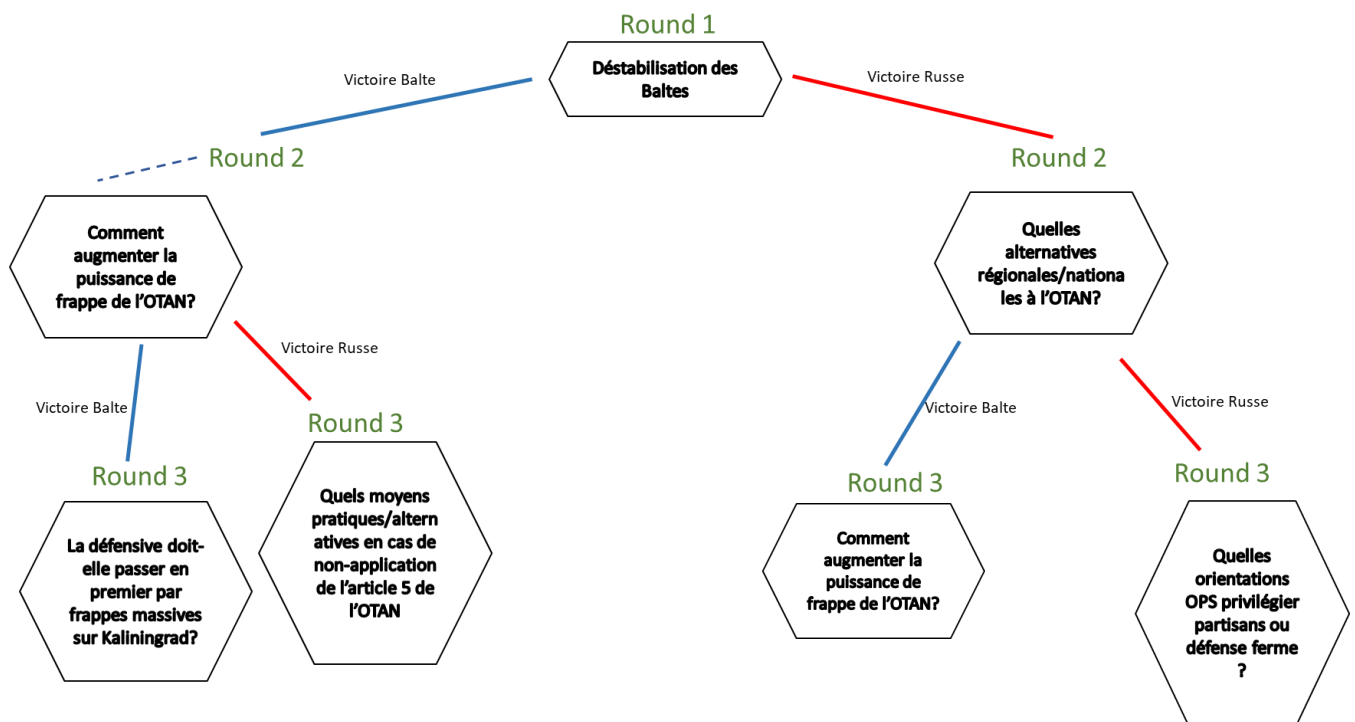 Round 1
Déstabilisation des
Baltes
Victoire Balte
Victoire Russe
Round 2
Round 2
Comment
augmenter la
puissance de
frappe de l'OTAN?
Quelles
alternatives
régionales/nationa
les à l'OTAN?
Victoire Russe
Victoire Balte
Victoire Balte
Victoire Russe
Round 3
Round 3
Round 3
Round 3
La défensive doit-
elle passer en
premier par
frappes massives
sur Kaliningrad?
Quels moyens
pratiques/altern
atives en cas de
non-application
de l'article 5 de
l'OTAN
Comment
augmenter la
puissance de
frappe de l'OTAN?
Quelles
orientations
OPS privilégier
partisans ou
défense ferme
?